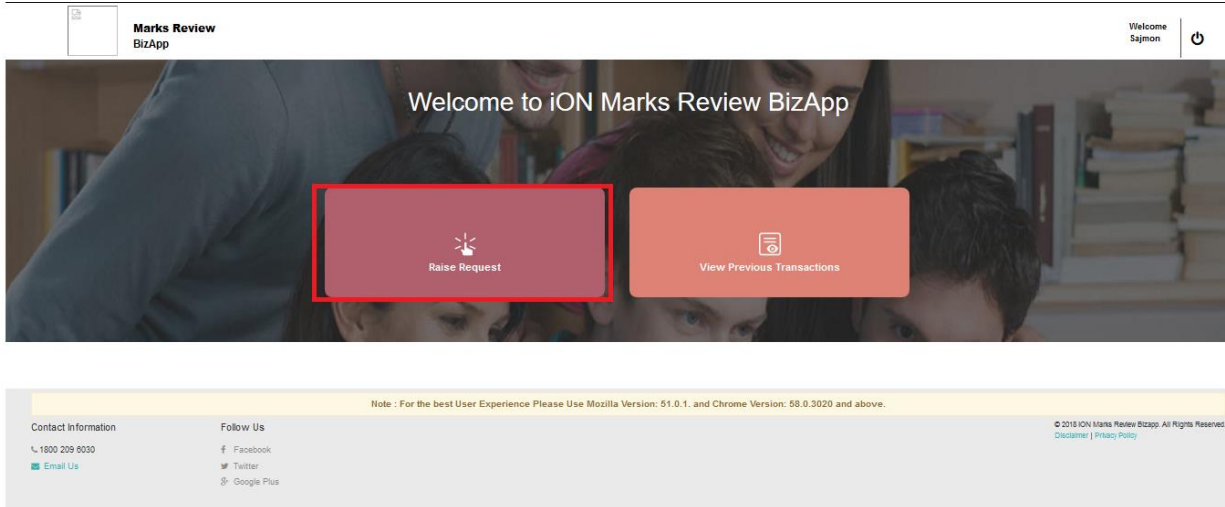 Marks Review
BizApp
Welcome
Sajmon
Welcome to iON Marks Review BizApp
Raise Request
View Previous Transactions
Note : For the best User Experience Please Use Mozilla Version: 51.0.1. and Chrome Version: 58.0.3020 and above.
Contact Information
1800 209 6030
Email Us
Follow Us
Facebook
Twitter
Google Plus
© 2018 iON Marks Review Bizapp. All Rights Reserved.
Disclaimer | Privacy Policy